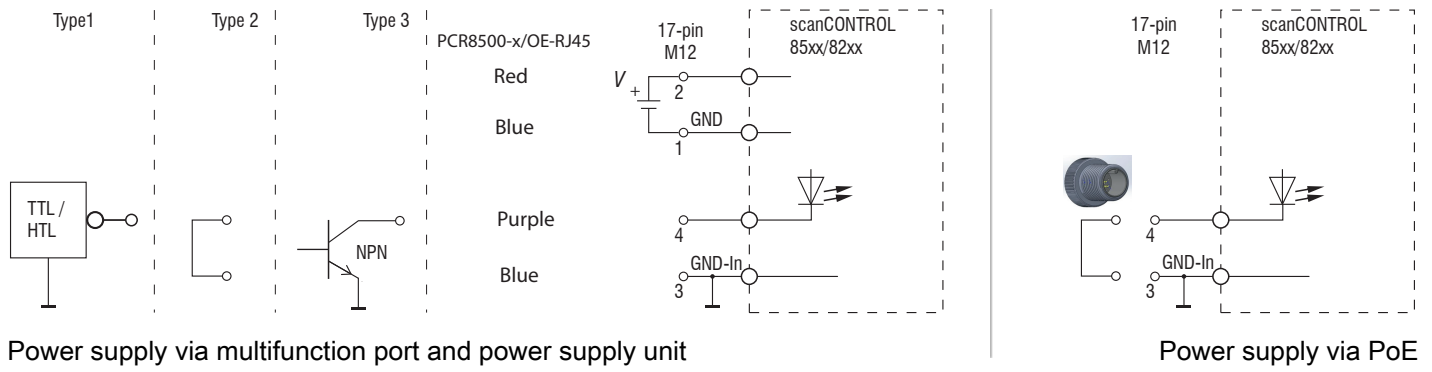 Type1
Type 2
Type 3
PCR8500-x/OE-RJ45
17-pin
M12
scanCONTROL
85xx/82xx
Red
V
+
2
Blue
GND
1
TTL /
HTL
NPN
Purple
4
Blue
GND-In
3
Power supply via multifunction port and power supply unit
17-pin
M12
scanCONTROL
85xx/82xx
4
GND-In
3
Power supply via PoE